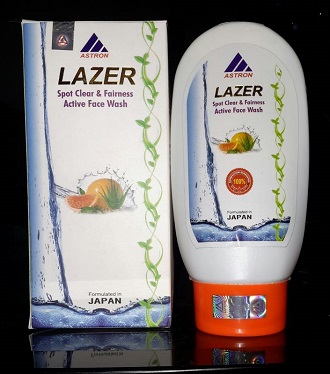 ASTRON
LAZER
Spot Clear & Fairness
Active Face Wash
Formulated in
JAPAN
ASTRON
LAZER
Spot Clear & Fairness
Active Face Wash
100%
Formulated in
JAPAN